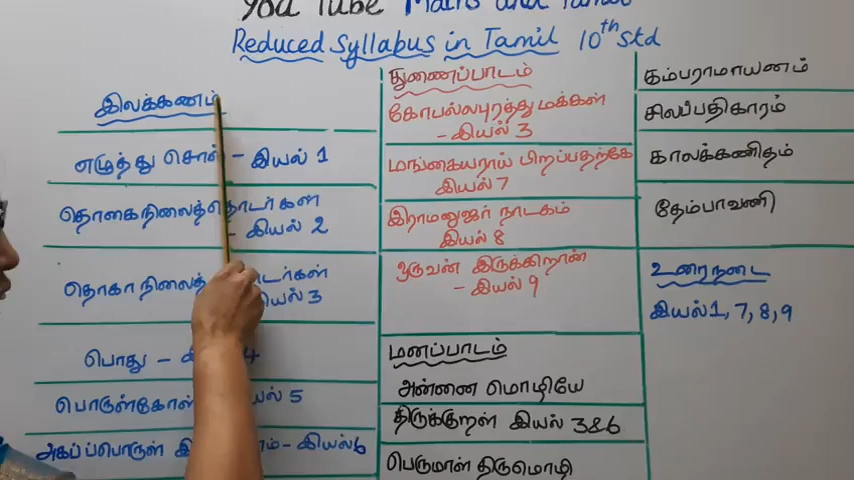 You Tube Maths and Tamil
Reduced Syllabus in Tamil 10th Std
இலக்கணம்
எழுத்து சொல் - இயல் 1
தொகைநிலைத்தொடர்கள்
- இயல் 2
தொகா நிலைத் தொடர்கள்
இயல் 3
பொது -
பொருள்கோள் இயல் 5
அகப்பொருள் - இயல் 6
துணைப்பாடம்
கோபல்லபுரத்து மக்கள்
- இயல் 3
மங்கையராய் பிறப்பதற்கே
இயல் 7
இராமனுஜர் நாடகம்
இயல் 8
ஒருவன் இருக்கிறான்
- இயல் 9
மனப்பாடம்
அன்னை மொழியே
திருக்குறள் இயல் 3&6
பெருமாள் திருமொழி
கம்பராமாயணம்
சிலப்பதிகாரம்
காலக்கணிதம்
தேம்பாவணி
உரைநடை
இயல் 1, 7, 8, 9